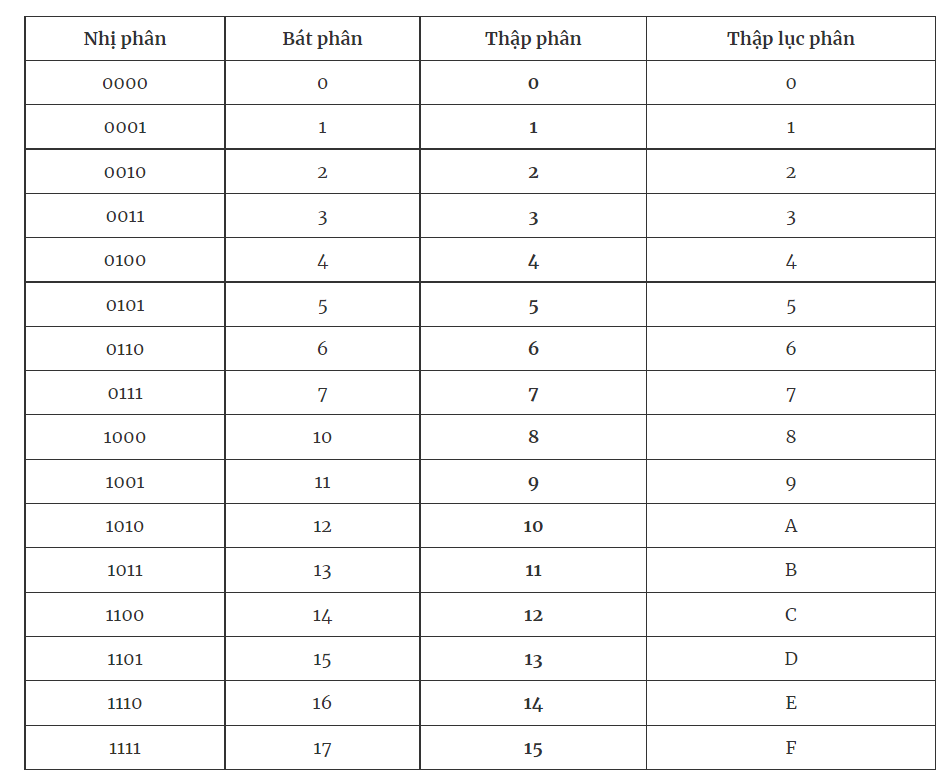 Nhị phân Bát phân Thập phân Thập lục phân
0000 0 0 0
0001 1 1 1
0010 2 2 2
0011 3 3 3
0100 4 4 4
0101 5 5 5
0110 6 6 6
0111 7 7 7
1000 10 8 8
1001 11 9 9
1010 12 10 A
1011 13 11 B
1100 14 12 C
1101 15 13 D
1110 16 14 E
1111 17 15 F